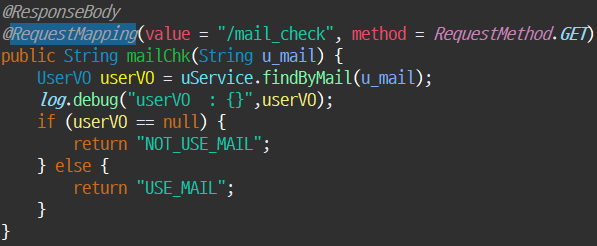 @ResponseBody
@RequestMapping(value = "/mail_check", method = RequestMethod.GET)
public String mailChk(String u_mail) {
    UserVO userVO = uService.findByMail(u_mail);
    log.debug("userVO  : {}",userVO);
    if (userVO == null) {
        return "NOT_USE_MAIL";
    } else {
        return "USE_MAIL";
    }
}